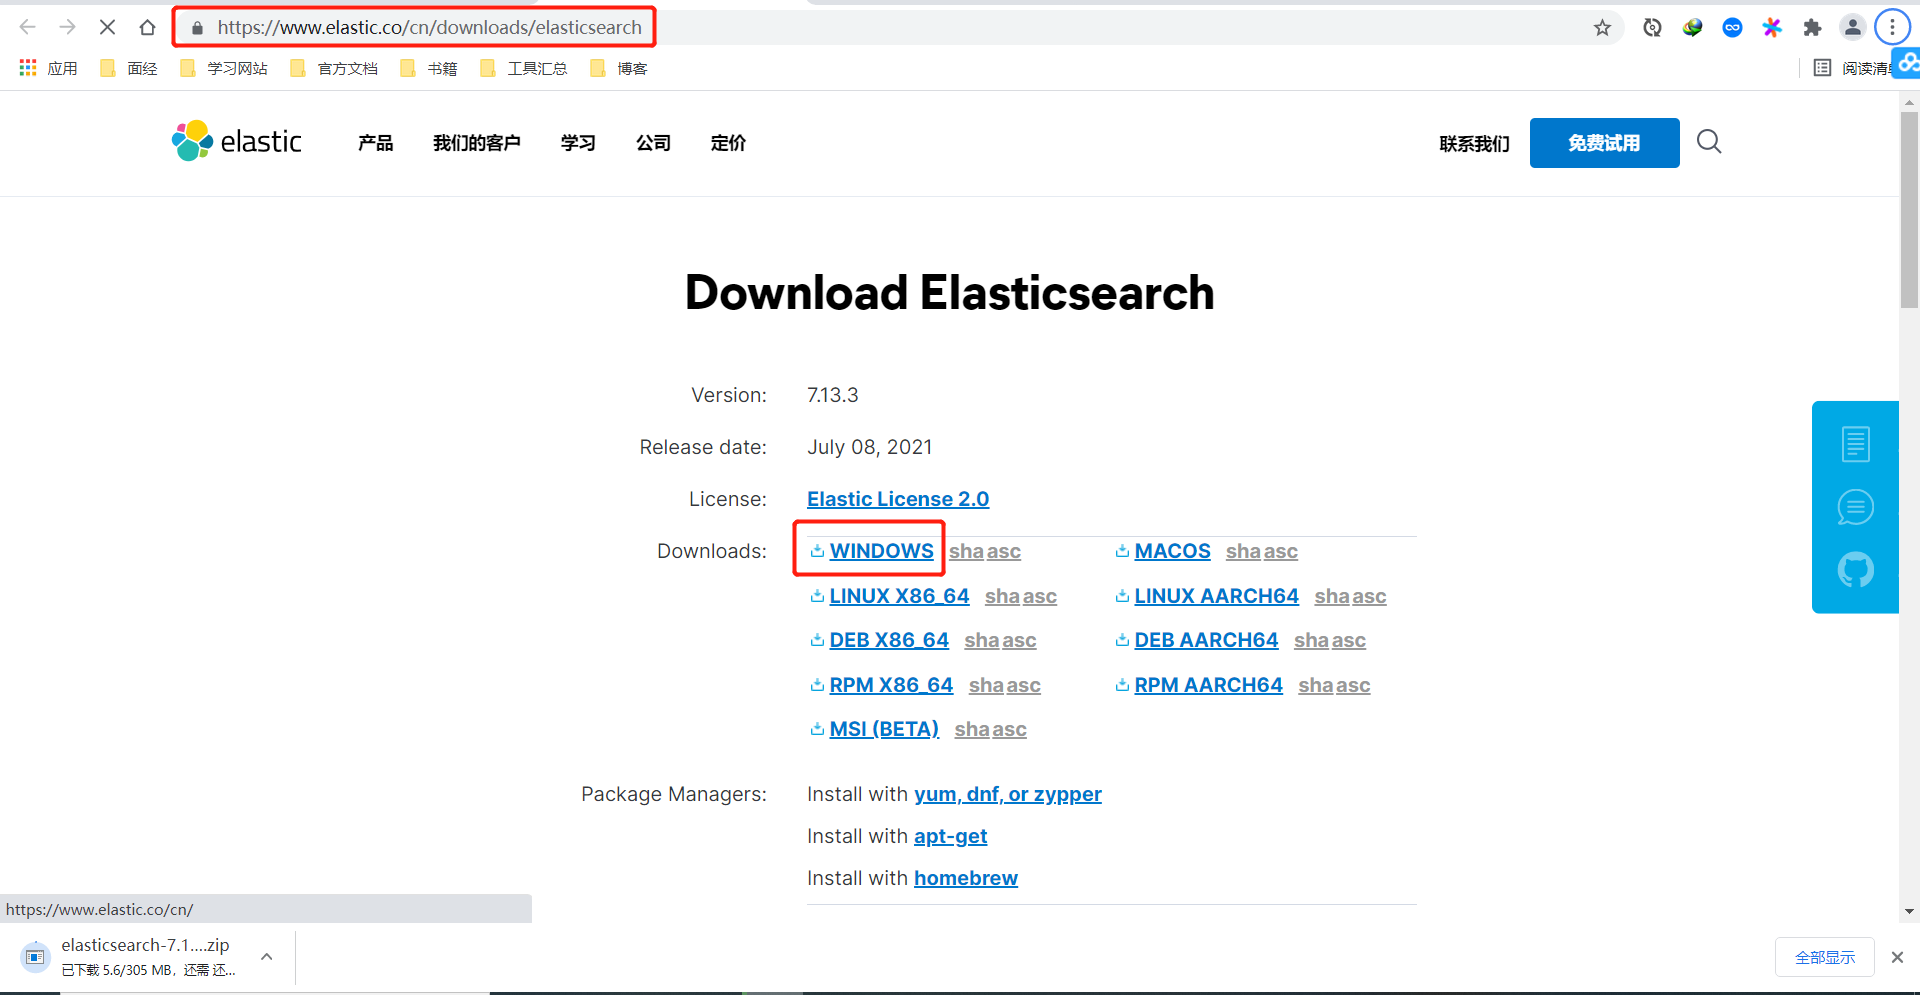 https://www.elastic.co/cn/downloads/elasticsearch
应用 面经 学习网站 官方文档 书籍 工具汇总 博客 阅读清单
elastic 产品 我们的客户 学习 公司 定价 联系我们 免费试用
Download Elasticsearch
Version: 7.13.3
Release date: July 08, 2021
License: Elastic License 2.0
Downloads: WINDOWS sha asc MACOS sha asc
LINUX X86_64 sha asc LINUX AARCH64 sha asc
DEB X86_64 sha asc DEB AARCH64 sha asc
RPM X86_64 sha asc RPM AARCH64 sha asc
MSI (BETA) sha asc
Package Managers: Install with yum, dnf, or zypper
Install with apt-get
Install with homebrew
https://www.elastic.co/cn/
elasticsearch-7.1....zip
已下载 5.6/305 MB，还需 还...
全部显示